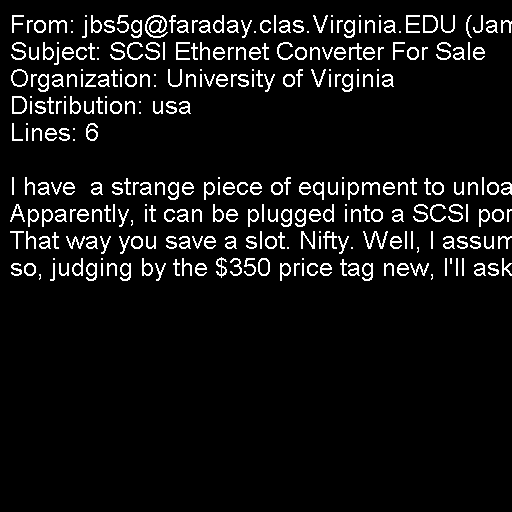 From: jbs5g@faraday.clas.Virginia.EDU (Jam
Subject: SCSI Ethernet Converter For Sale
Organization: University of Virginia
Distribution: usa
Lines: 6

I have  a strange piece of equipment to unloa
Apparently, it can be plugged into a SCSI por
That way you save a slot. Nifty. Well, I assum
so, judging by the $350 price tag new, I'll ask